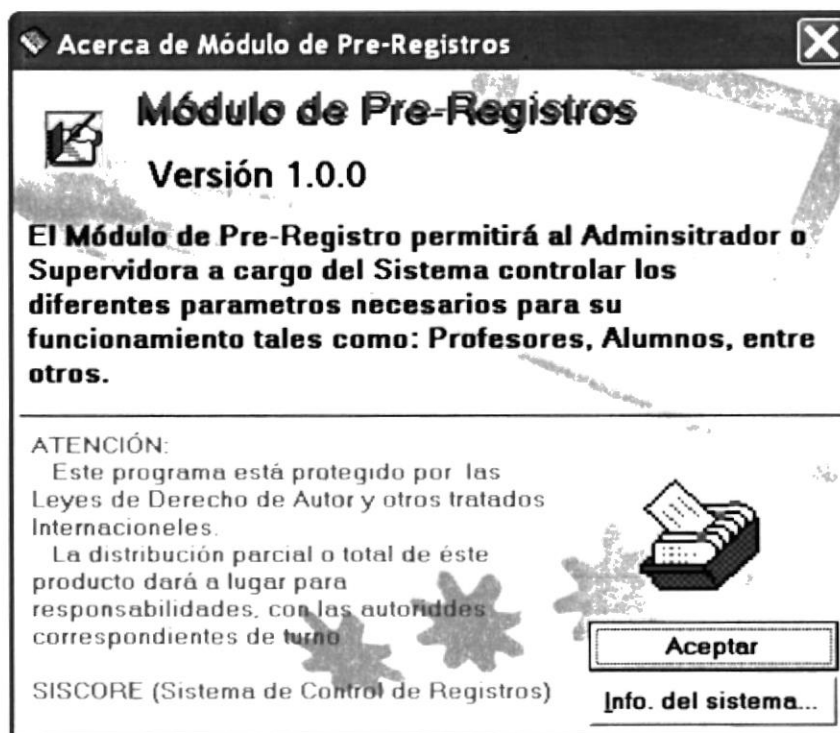 Acerca de Módulo de Pre-Registros
Módulo de Pre-Registros
Versión 1.0.0
El Módulo de Pre-Registro permitirá al Adminsitrador o
Supervidora a cargo del Sistema controlar los
diferentes parametros necesarios para su
funcionamiento tales como: Profesores, Alumnos, entre
otros.
ATENCIÓN:
Este programa está protegido por las
Leyes de Derecho de Autor y otros tratados
Internacioneles.
La distribución parcial o total de éste
producto dará a lugar para
responsabilidades, con las autoriddes
correspondientes de turno
SISCORE (Sistema de Control de Registros)
Aceptar
Info. del sistema...